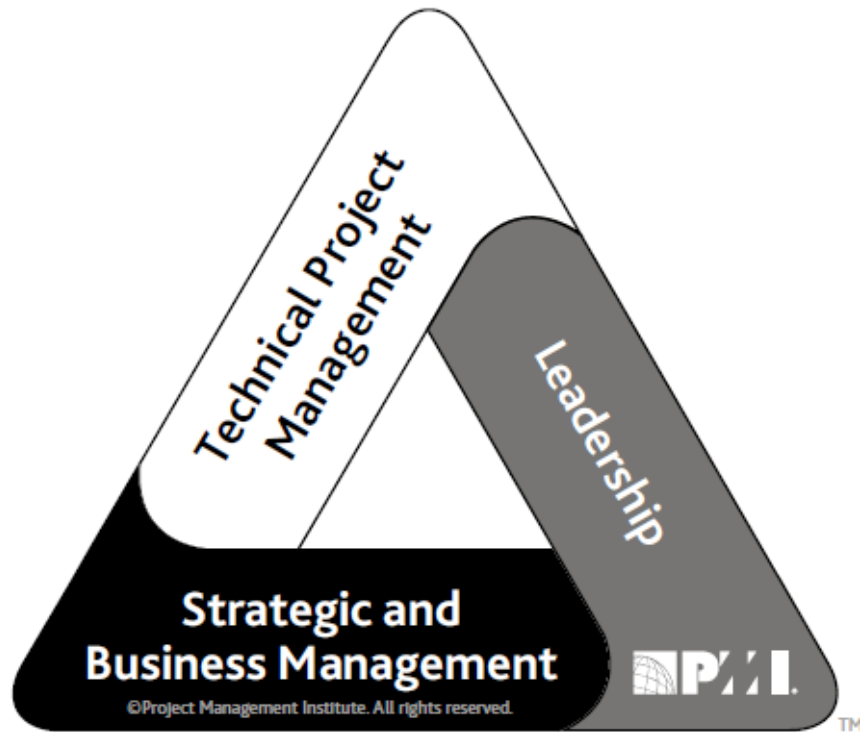 Technical Project
Management
Leadership
Strategic and
Business Management
©Project Management Institute. All rights reserved.
PMI.
TM